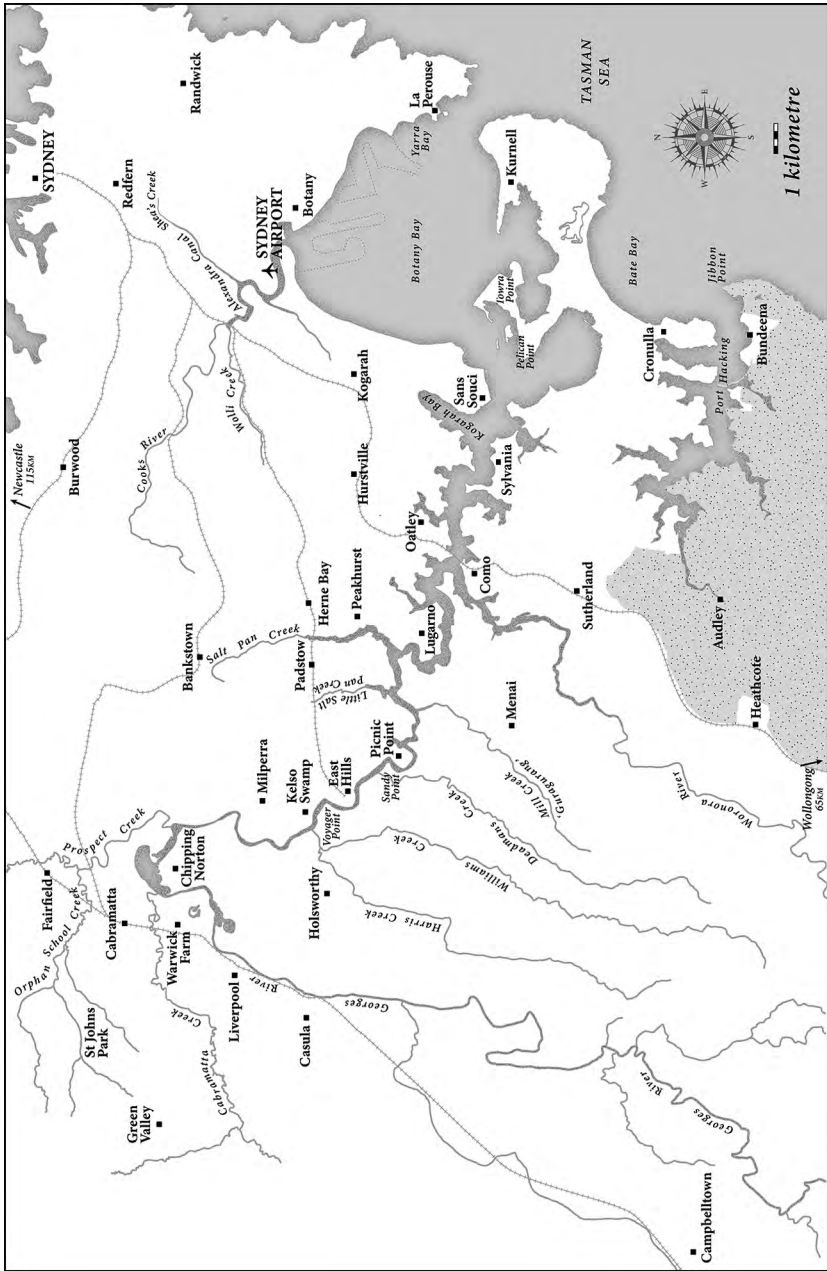 Newcastle
115KM
Burwood
SYDNEY
Redfern
Randwick
Shea's Creek
Alexandra Canal
SYDNEY
AIRPORT
Botany
La
Perouse
Yarra
Bay
TASMAN
SEA
Botany Bay
Kurnell
Towra
Point
Pelican
Point
Bate Bay
Jibbon
Point
Cronulla
Port Hacking
Bundeena
N
E
S
W
1 kilometre
Cooks River
Wolli Creek
Kogarah
Hurstville
Sans
Souci
Kogarah Bay
Sylvania
Oatley
Como
Sutherland
Audley
Heathcote
Wollongong
65KM
Bankstown
Salt Pan Creek
Herne Bay
Peakhurst
Padstow
Lugarno
Little Salt
Pan Creek
Menai
Woronora
River
Milperra
Kelso
Swamp
East
Hills
Picnic
Point
Sandy
Point
Voyager
Point
Mill Creek
'Guragurang'
Deadmans
Creek
Williams
Creek
Harris Creek
Holsworthy
Prospect Creek
Fairfield
Orphan School Creek
Cabramatta
Chipping
Norton
Warwick
Farm
St Johns
Park
Green
Valley
Cabramatta
Creek
Liverpool
Casula
Georges
River
Georges
River
Campbelltown